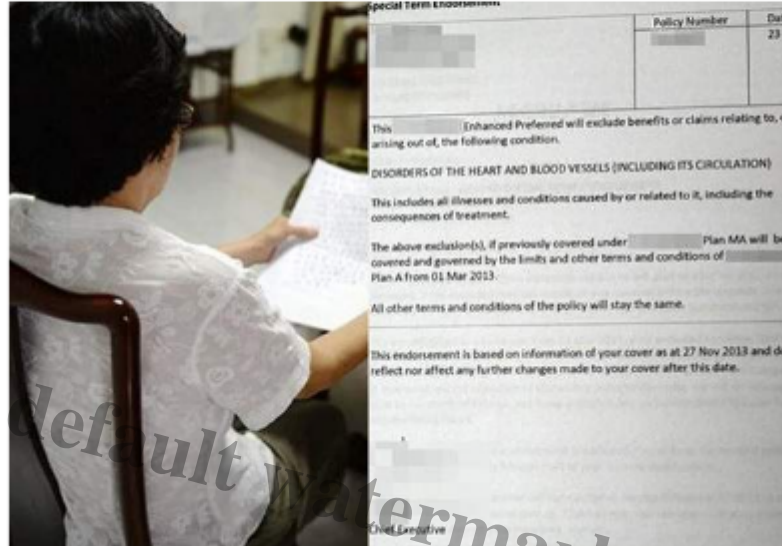 Special Term Endorsement
Policy Number
23
This Enhanced Preferred will exclude benefits or claims relating to,
arising out of, the following condition.
DISORDERS OF THE HEART AND BLOOD VESSELS (INCLUDING ITS CIRCULATION)
This includes all illnesses and conditions caused by or related to it, including the
consequences of treatment.
The above exclusion(s), if previously covered under Plan MA will
covered and governed by the limits and other terms and conditions of
Plan A from 01 Mar 2013.
All other terms and conditions of the policy will stay the same.
This endorsement is based on information of your cover as at 27 Nov 2013 and
reflect nor affect any further changes made to your cover after this date.
Chief Executive
default watermark